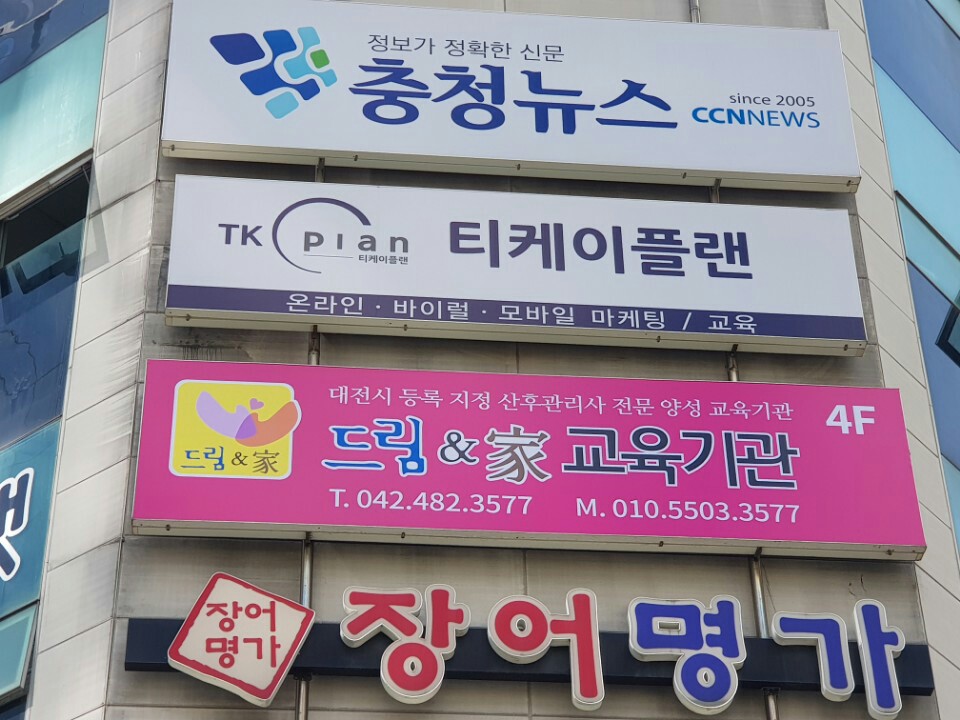 정보가 정확한 신문
충청뉴스
since 2005
CCNNEWS
TK plan 티케이플랜
티케이플랜
온라인 · 바이럴 · 모바일 마케팅 / 교육
대전시 등록 지정 산후관리사 전문 양성 교육기관
4F
드림&家
드림&家 교육기관
T. 042.482.3577 M. 010.5503.3577
장어
명가
장어명가